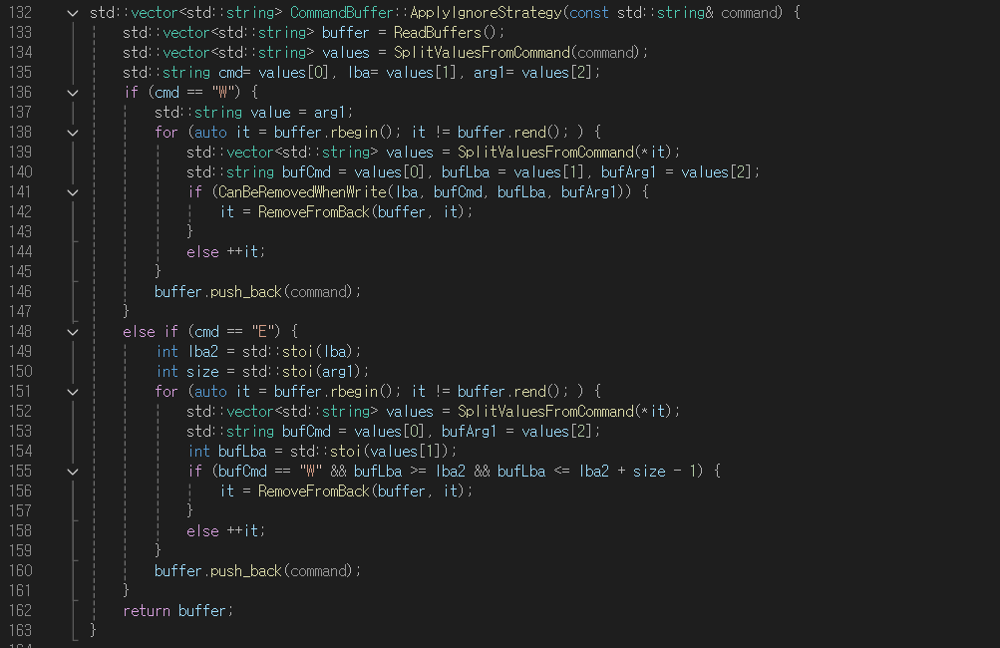 132 std::vector<std::string> CommandBuffer::ApplyIgnoreStrategy(const std::string& command) {
133 std::vector<std::string> buffer = ReadBuffers();
134 std::vector<std::string> values = SplitValuesFromCommand(command);
135 std::string cmd= values[0], lba= values[1], arg1= values[2];
136 if (cmd == "W") {
137 std::string value = arg1;
138 for (auto it = buffer.rbegin(); it != buffer.rend(); ) {
139 std::vector<std::string> values = SplitValuesFromCommand(*it);
140 std::string bufCmd = values[0], bufLba = values[1], bufArg1 = values[2];
141 if (CanBeRemovedWhenWrite(lba, bufCmd, bufLba, bufArg1)) {
142 it = RemoveFromBack(buffer, it);
143 }
144 else ++it;
145 }
146 buffer.push_back(command);
147 }
148 else if (cmd == "E") {
149 int lba2 = std::stoi(lba);
150 int size = std::stoi(arg1);
151 for (auto it = buffer.rbegin(); it != buffer.rend(); ) {
152 std::vector<std::string> values = SplitValuesFromCommand(*it);
153 std::string bufCmd = values[0], bufArg1 = values[2];
154 int bufLba = std::stoi(values[1]);
155 if (bufCmd == "W" && bufLba >= lba2 && bufLba <= lba2 + size - 1) {
156 it = RemoveFromBack(buffer, it);
157 }
158 else ++it;
159 }
160 buffer.push_back(command);
161 }
162 return buffer;
163 }